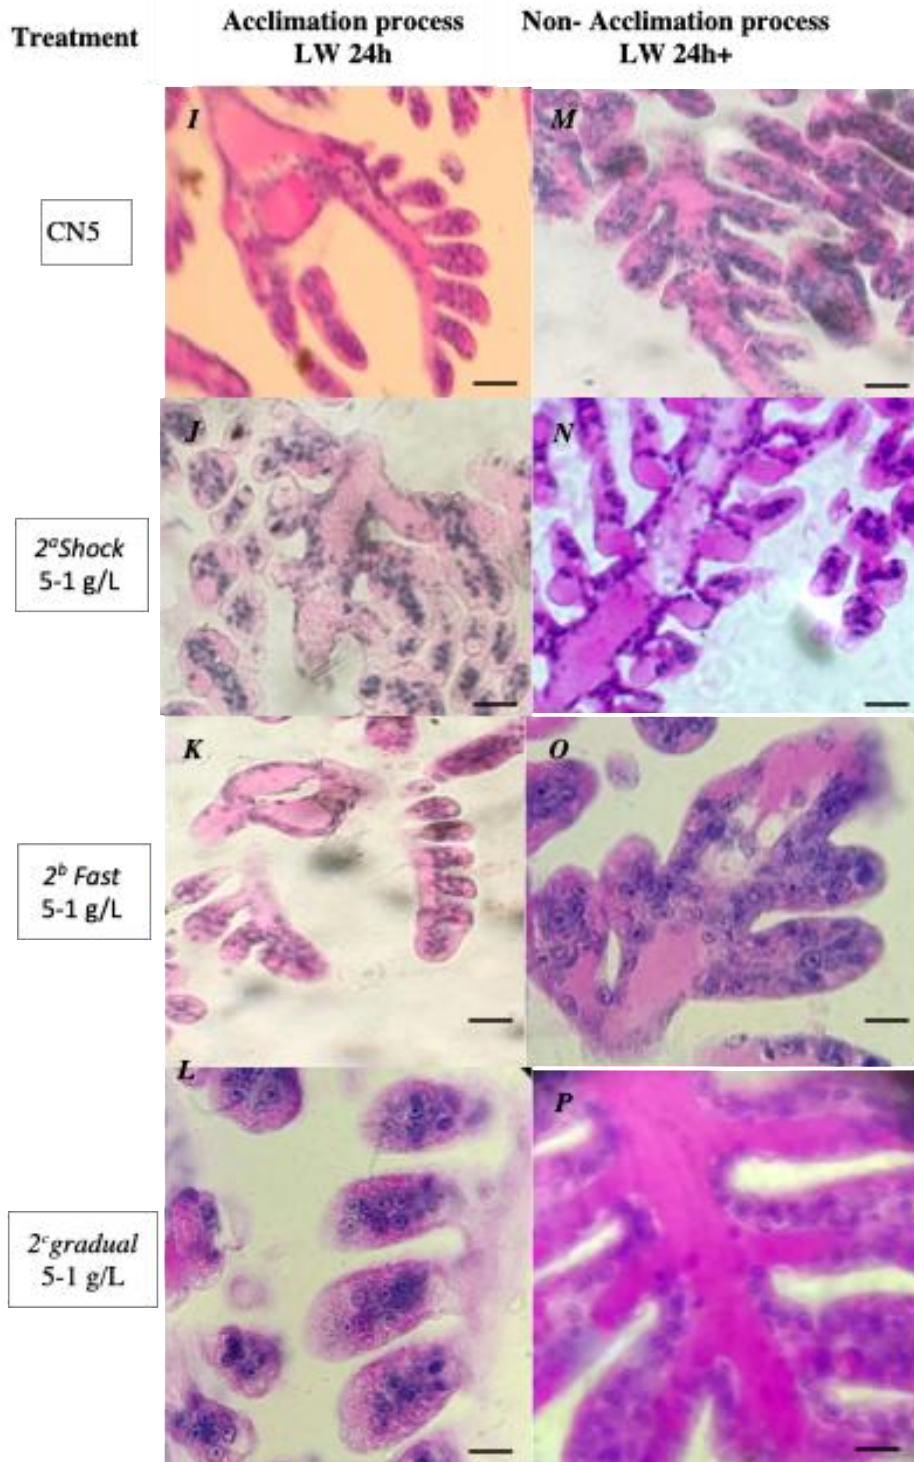 Treatment
Acclimation process
LW 24h
Non- Acclimation process
LW 24h+
CN5
I
M
2ᵃShock
5-1 g/L
J
N
2ᵇ Fast
5-1 g/L
K
O
2ᶜgradual
5-1 g/L
L
P